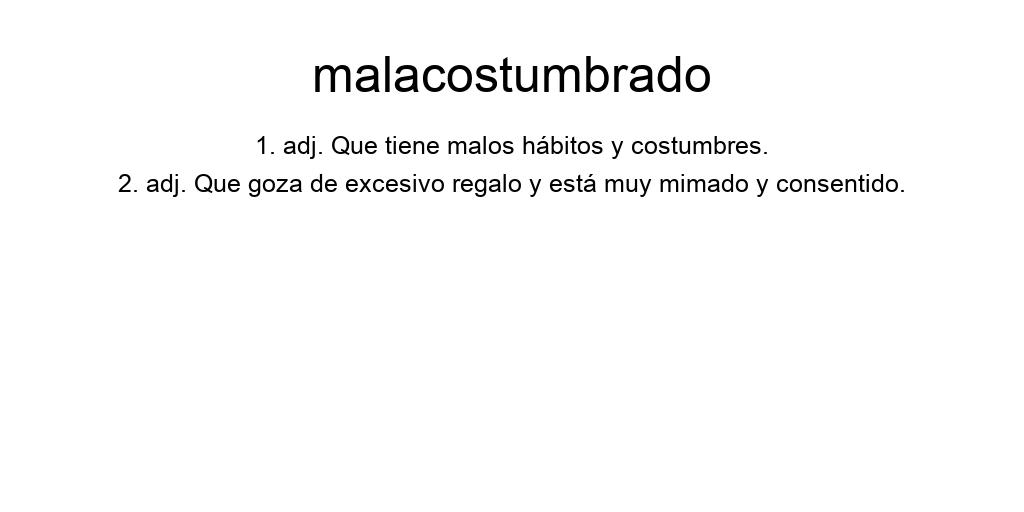 malacostumbrado
1. adj. Que tiene malos hábitos y costumbres.
2. adj. Que goza de excesivo regalo y está muy mimado y consentido.